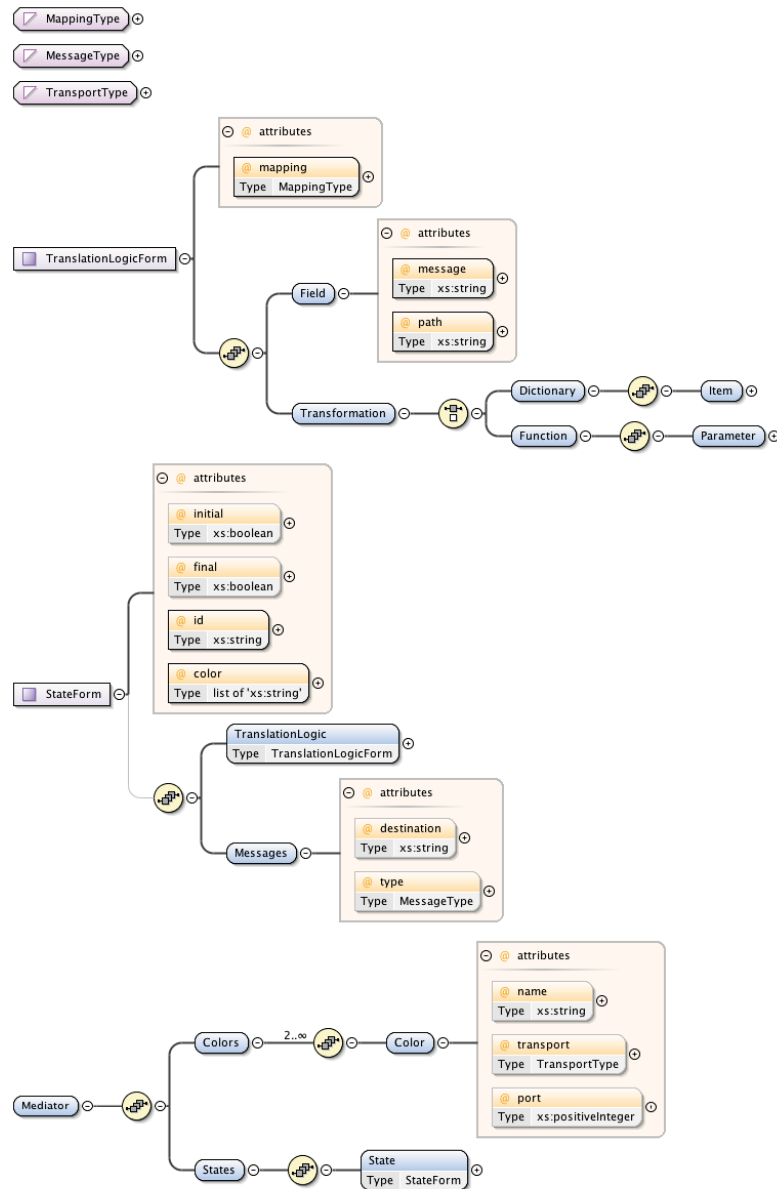 MappingType
MessageType
TransportType
@ attributes
@ mapping
Type MappingType
TranslationLogicForm
@ attributes
Field
@ message
Type xs:string
@ path
Type xs:string
Transformation
Dictionary
Item
Function
Parameter
@ attributes
@ initial
Type xs:boolean
@ final
Type xs:boolean
@ id
Type xs:string
@ color
Type list of 'xs:string'
StateForm
TranslationLogic
Type TranslationLogicForm
@ attributes
@ destination
Type xs:string
Messages
@ type
Type MessageType
@ attributes
@ name
Type xs:string
Colors
2..∞
Color
@ transport
Type TransportType
@ port
Type xs:positiveInteger
Mediator
States
State
Type StateForm